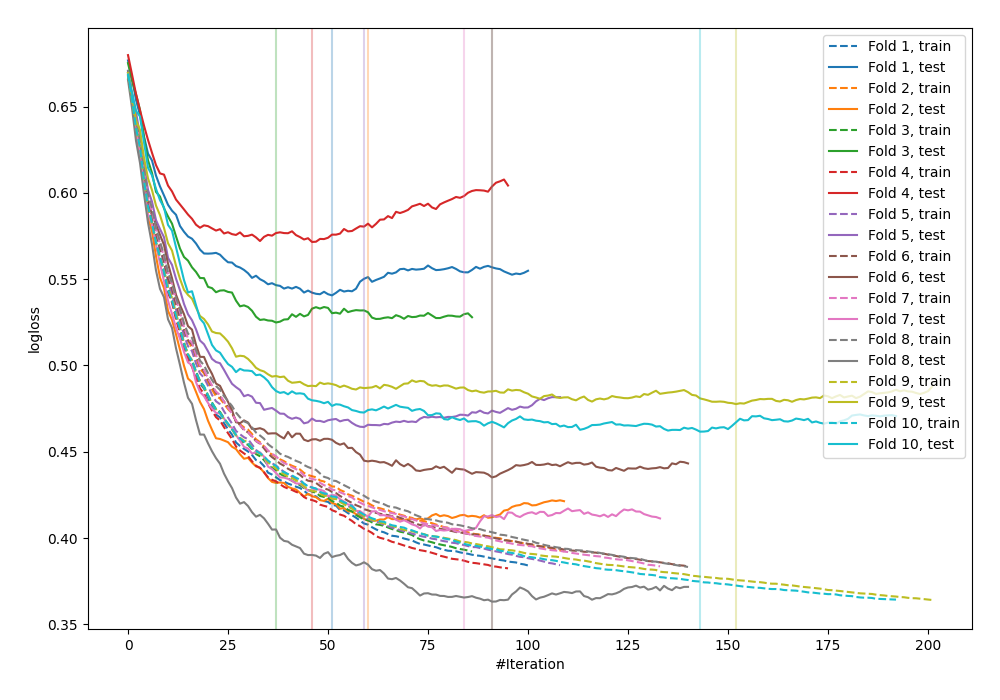 0.65
0.60
0.55
0.50
0.45
0.40
0.35
logloss
0
25
50
75
100
125
150
175
200
#Iteration
Fold 1, train
Fold 1, test
Fold 2, train
Fold 2, test
Fold 3, train
Fold 3, test
Fold 4, train
Fold 4, test
Fold 5, train
Fold 5, test
Fold 6, train
Fold 6, test
Fold 7, train
Fold 7, test
Fold 8, train
Fold 8, test
Fold 9, train
Fold 9, test
Fold 10, train
Fold 10, test